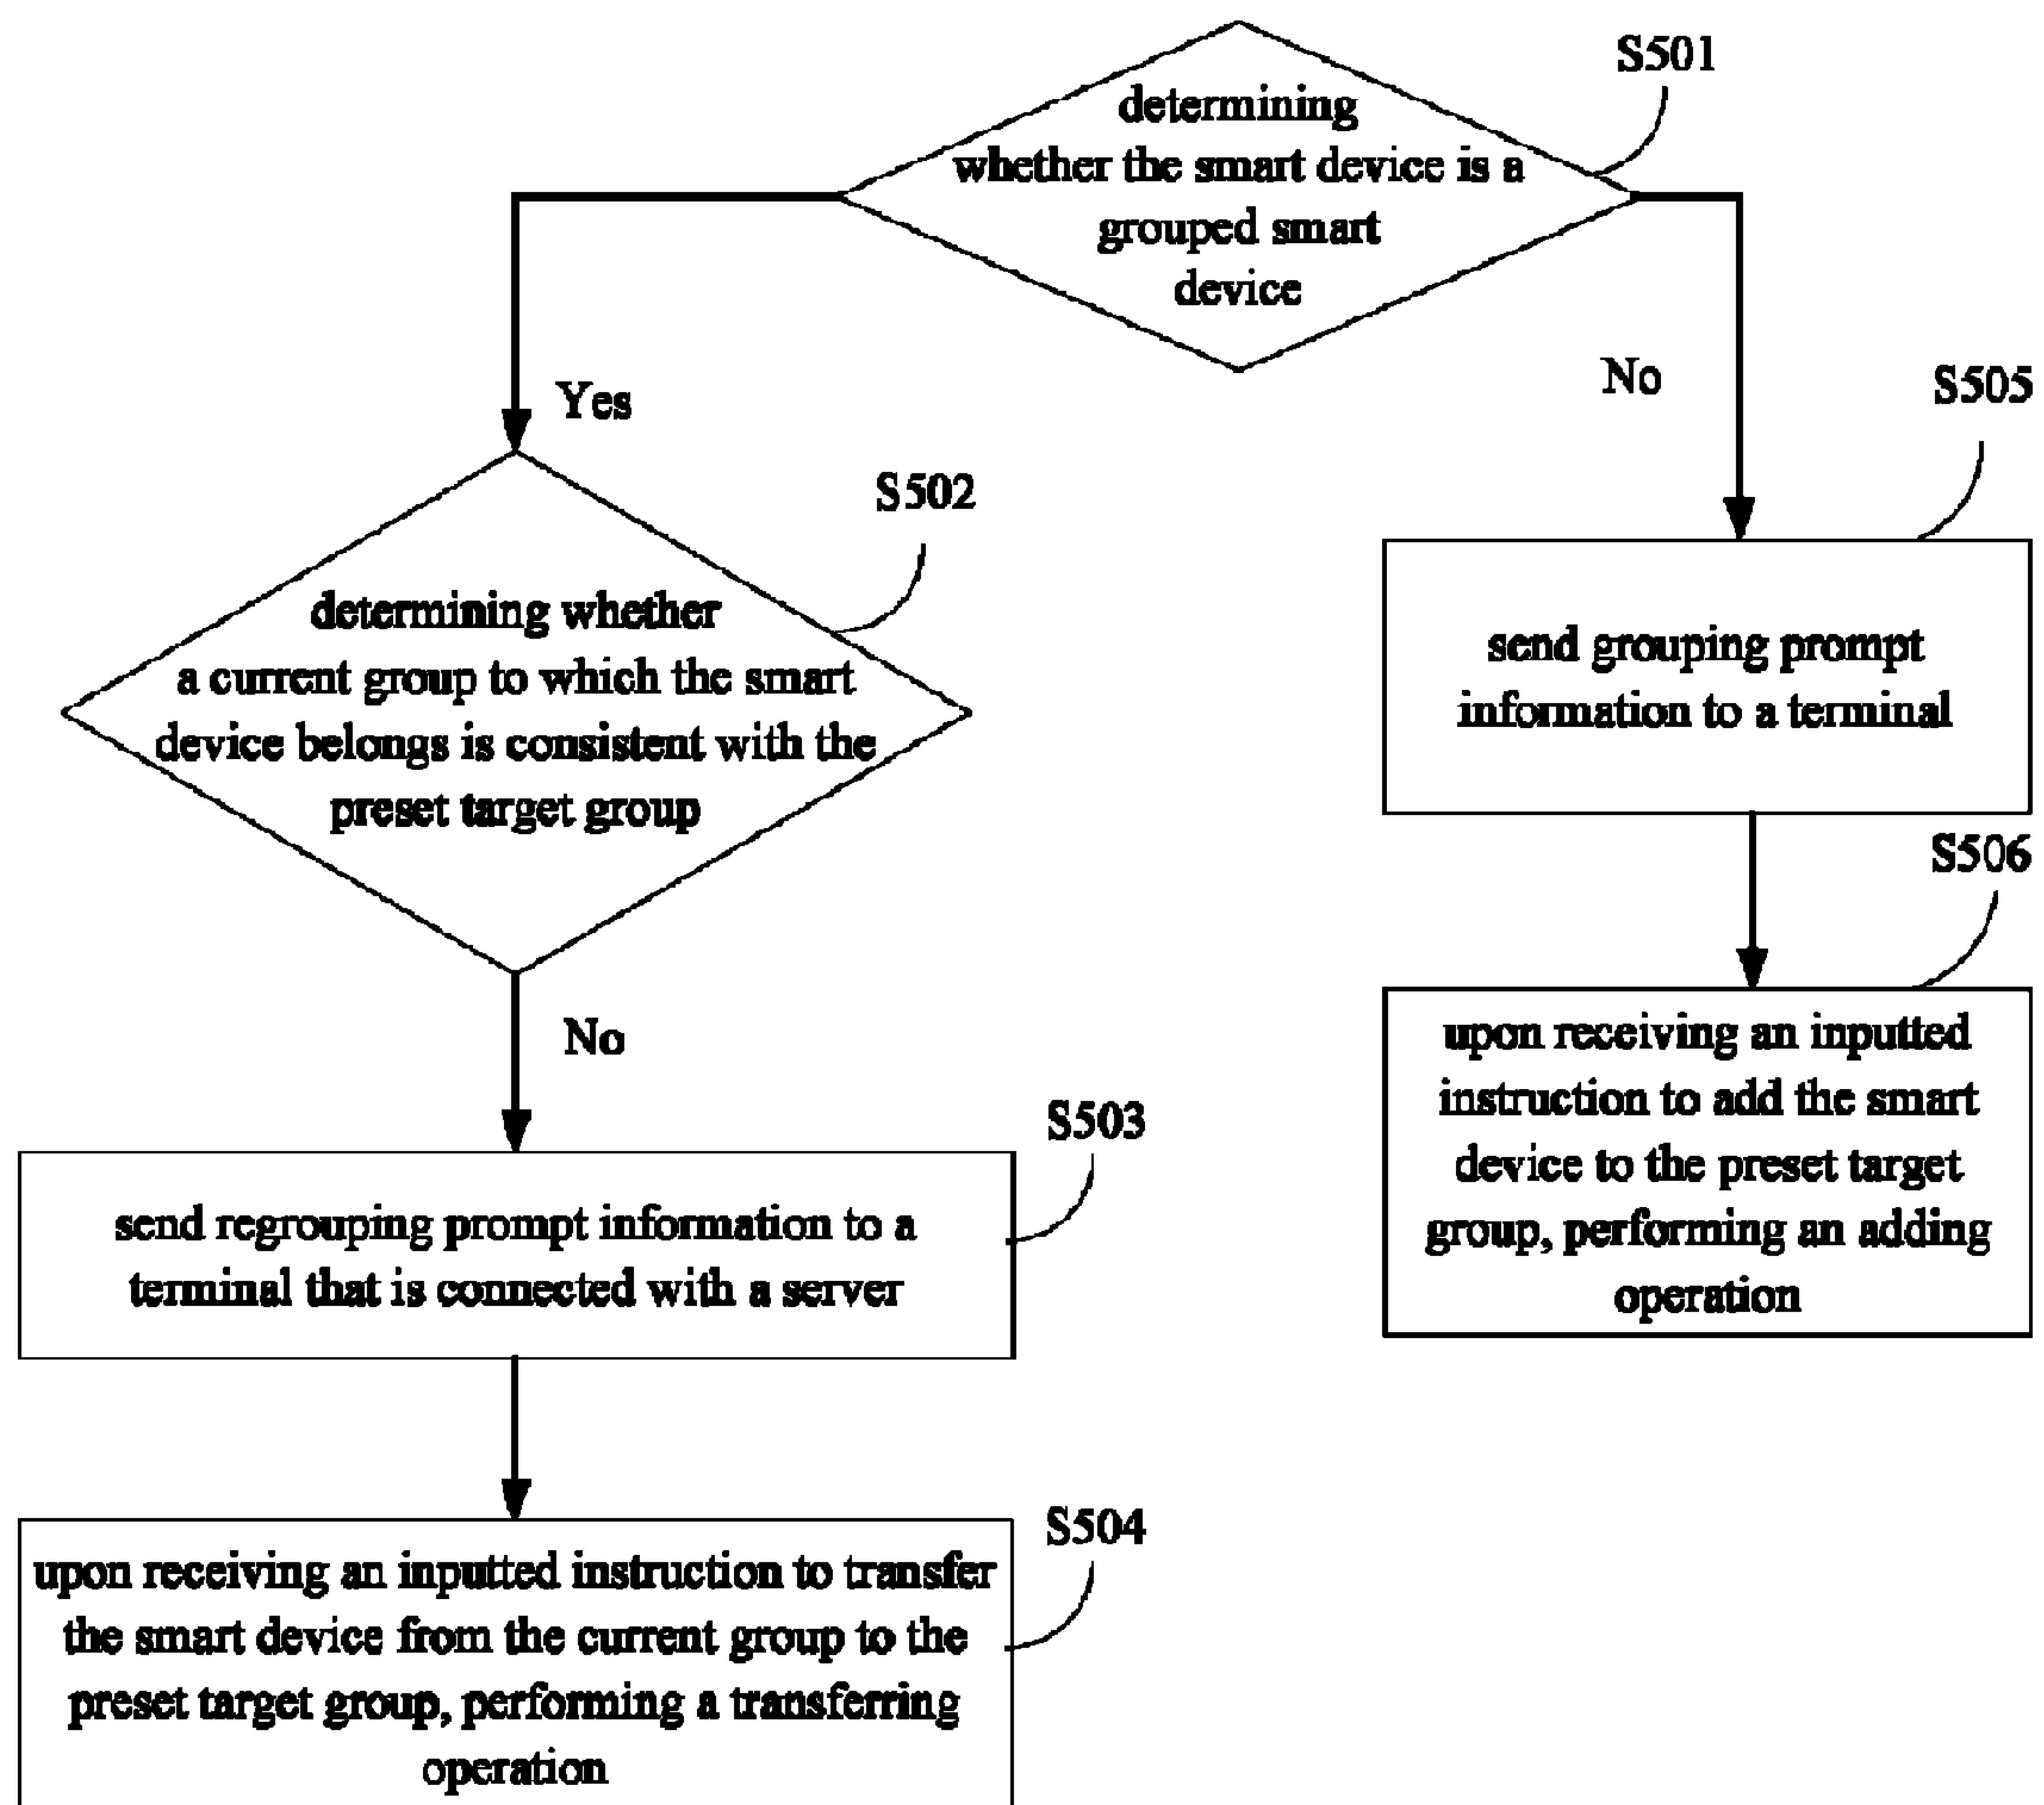 S501
determining
whether the smart device is a
grouped smart
device
Yes
No
S502
determining whether
a current group to which the smart
device belongs is consistent with the
preset target group
No
S503
send regrouping prompt information to a
terminal that is connected with a server
S504
upon receiving an inputted instruction to transfer
the smart device from the current group to the
preset target group, performing a transferring
operation
S505
send grouping prompt
information to a terminal
S506
upon receiving an inputted
instruction to add the smart
device to the preset target
group, performing an adding
operation